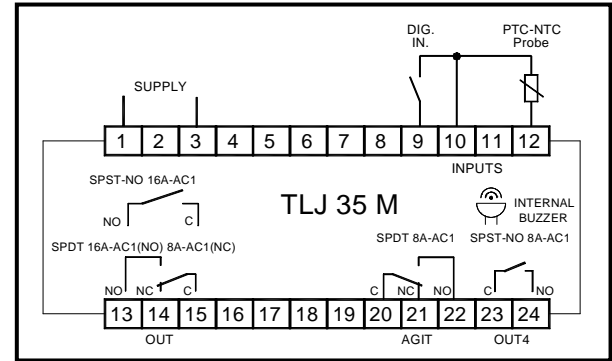 DIG.
IN.
PTC-NTC
Probe
SUPPLY
1 2 3 4 5 6 7 8 9 10 11 12
INPUTS
SPST-NO 16A-AC1
NO C
TLJ 35 M
INTERNAL
BUZZER
SPDT 16A-AC1(NO) 8A-AC1(NC)
SPDT 8A-AC1
SPST-NO 8A-AC1
NO NC C
C NC NO
C NO
13 14 15 16 17 18 19 20 21 22 23 24
OUT
AGIT
OUT4